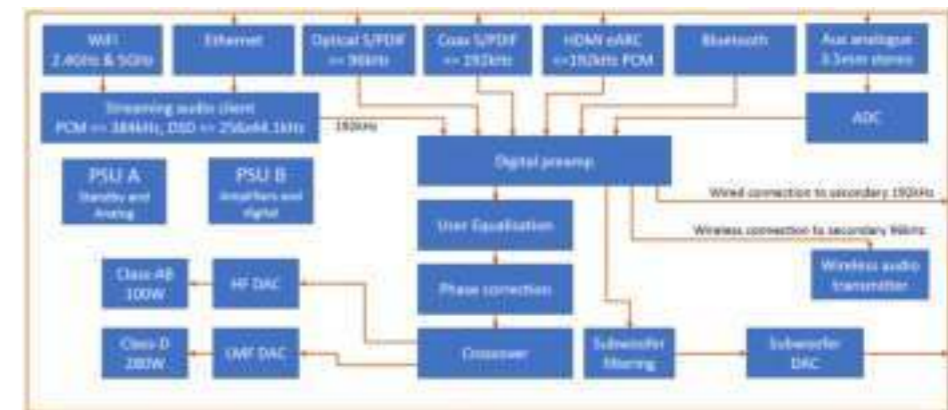 WiFi
2.4GHz & 5GHz
Ethernet
Optical S/PDIF
<= 96kHz
Coax S/PDIF
<= 192kHz
HDMI eARC
<=192kHz PCM
Bluetooth
Aux analogue
3.5mm stereo
Streaming audio client
PCM <= 384kHz, DSD <= 256x44.1kHz
192kHz
ADC
Digital preamp
PSU A
Standby and
Analog
PSU B
Amplifiers and
digital
Wired connection to secondary 192kHz
User Equalisation
Wireless connection to secondary 96kHz
Wireless audio
transmitter
Class-AB
100W
HF DAC
Phase correction
Class-D
280W
LMF DAC
Crossover
Subwoofer
filtering
Subwoofer
DAC